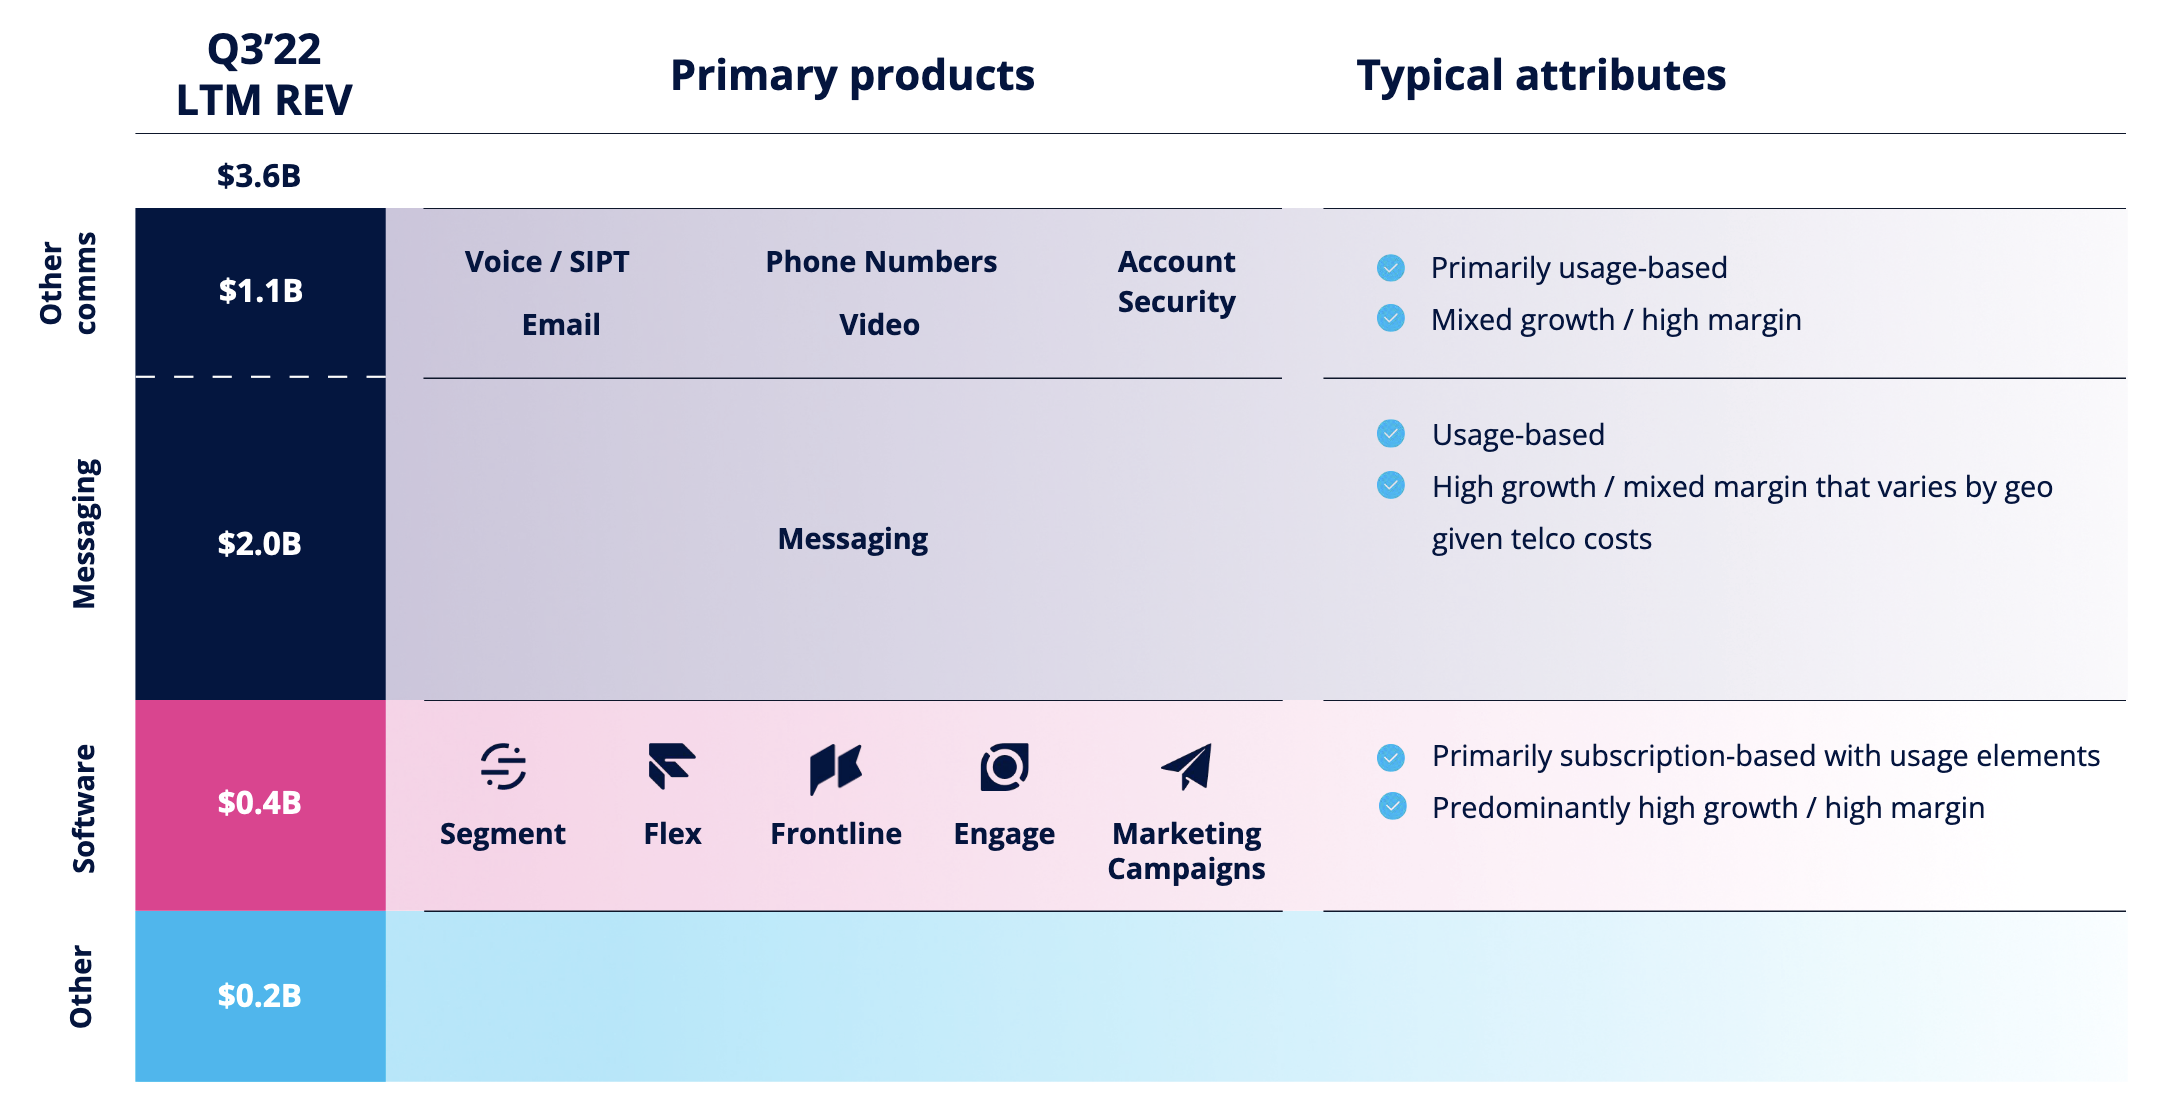 Q3’22
LTM REV
Primary products
Typical attributes
$3.6B
Other
comms
$1.1B
Voice / SIPT
Phone Numbers
Account
Security
Email
Video
Primarily usage-based
Mixed growth / high margin
Messaging
$2.0B
Messaging
Usage-based
High growth / mixed margin that varies by geo
given telco costs
Software
$0.4B
Segment
Flex
Frontline
Engage
Marketing
Campaigns
Primarily subscription-based with usage elements
Predominantly high growth / high margin
Other
$0.2B